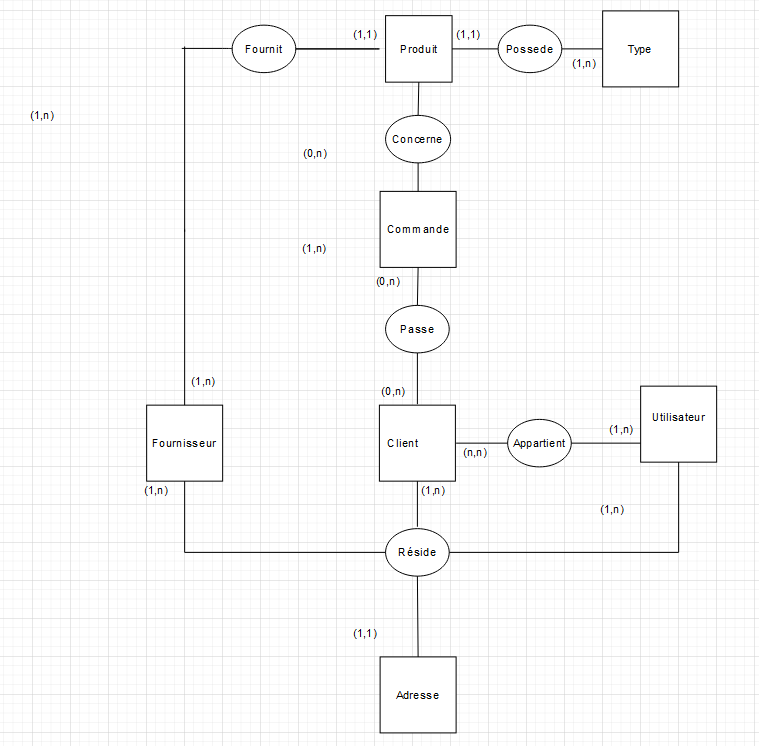 (1,1)
(1,1)
Fournit
Produit
Possede
Type
(1,n)
(1,n)
Concerne
(0,n)
Commande
(1,n)
(0,n)
Passe
(1,n)
(0,n)
Utilisateur
(1,n)
Fournisseur
Client
Appartient
(n,n)
(1,n)
(1,n)
(1,n)
Réside
(1,1)
Adresse